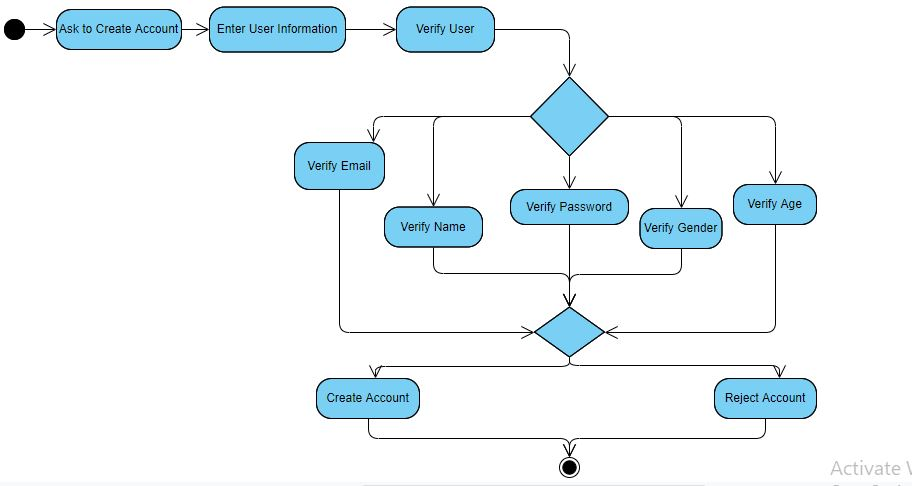 Ask to Create Account
Enter User Information
Verify User
Verify Email
Verify Name
Verify Password
Verify Gender
Verify Age
Create Account
Reject Account
Activate